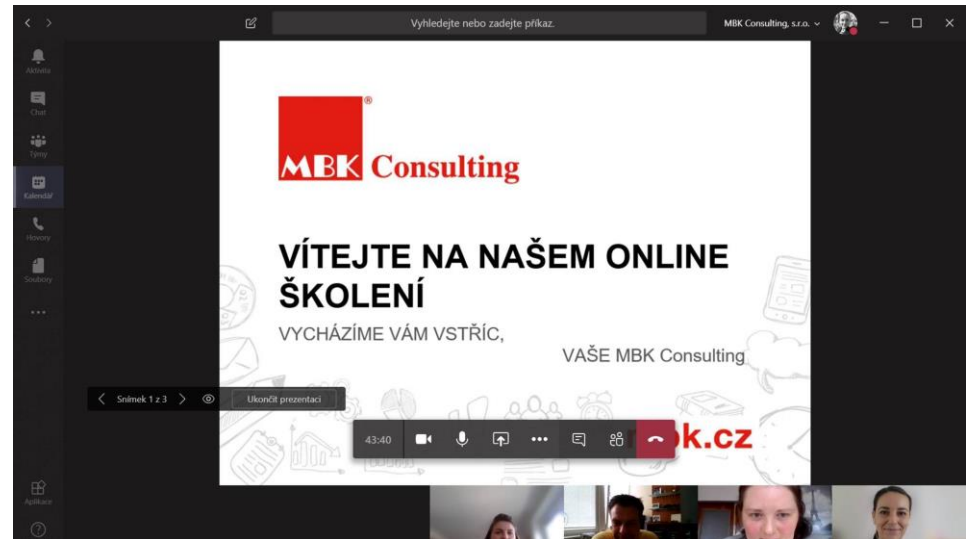 Vyhledejte nebo zadejte příkaz.
MBK Consulting, s.r.o.
Aktivita
Chat
Týmy
Kalendář
Hovory
Soubory
Aplikace
®
MBK Consulting
VÍTEJTE NA NAŠEM ONLINE
ŠKOLENÍ
VYCHÁZÍME VÁM VSTŘÍC,
VAŠE MBK Consulting
Snímek 1 z 3
Ukončit prezentaci
43:40
k.cz